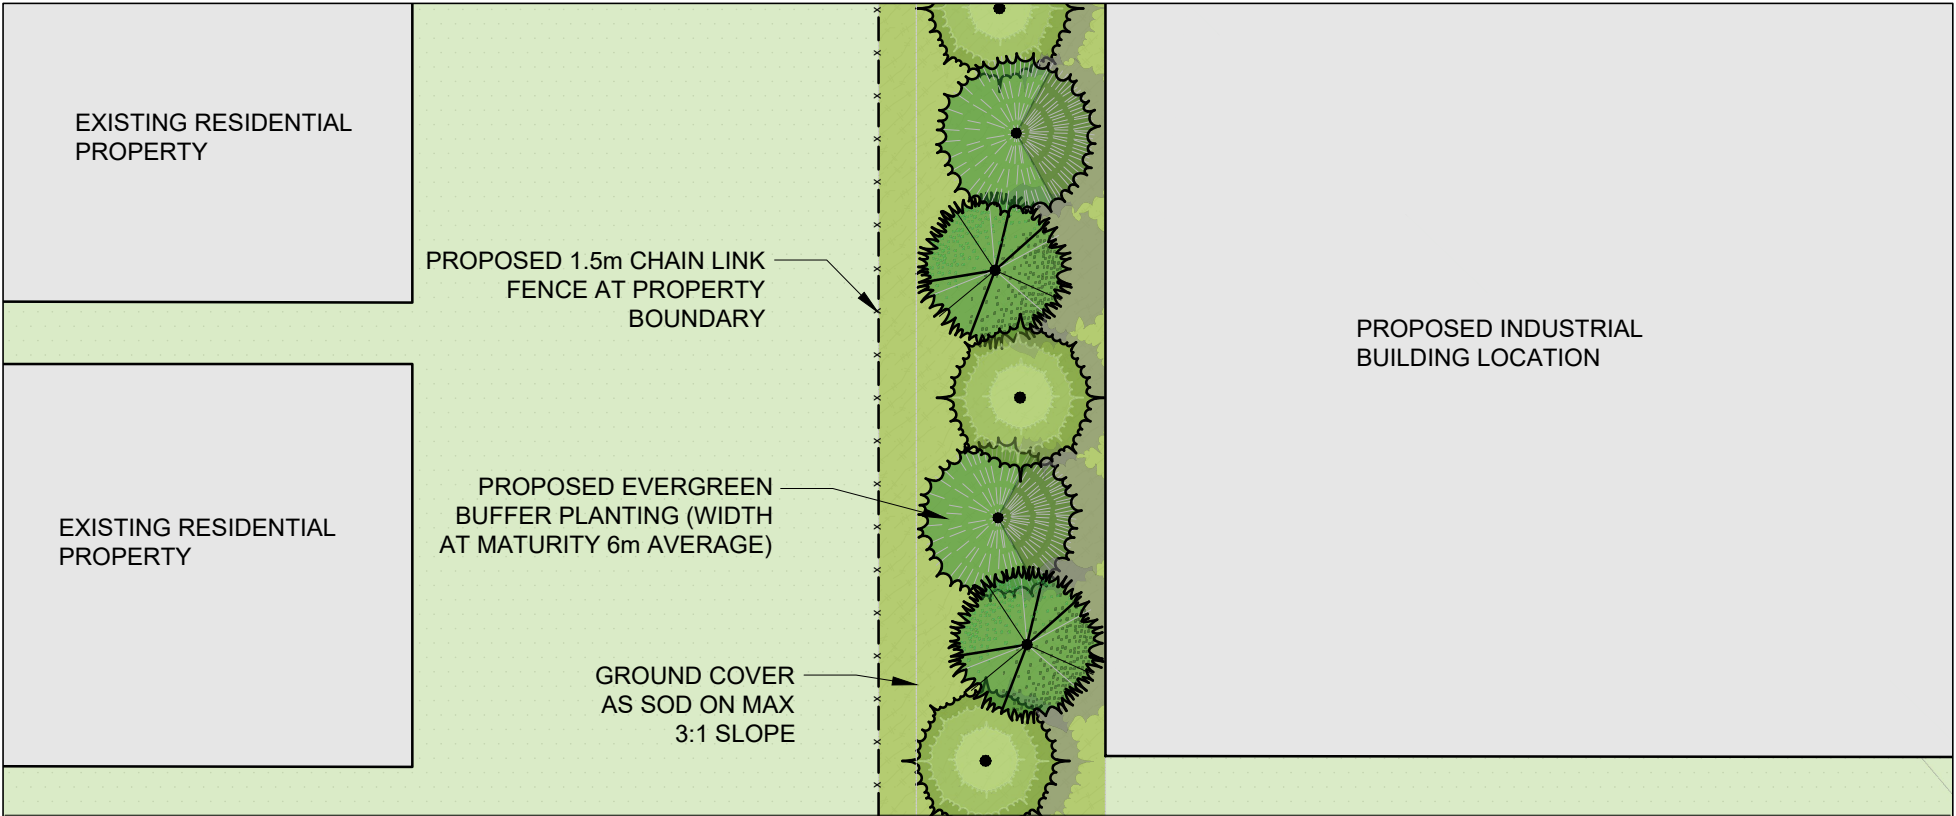 EXISTING RESIDENTIAL
PROPERTY
PROPOSED 1.5m CHAIN LINK
FENCE AT PROPERTY
BOUNDARY
PROPOSED INDUSTRIAL
BUILDING LOCATION
PROPOSED EVERGREEN
BUFFER PLANTING (WIDTH
AT MATURITY 6m AVERAGE)
EXISTING RESIDENTIAL
PROPERTY
GROUND COVER
AS SOD ON MAX
3:1 SLOPE